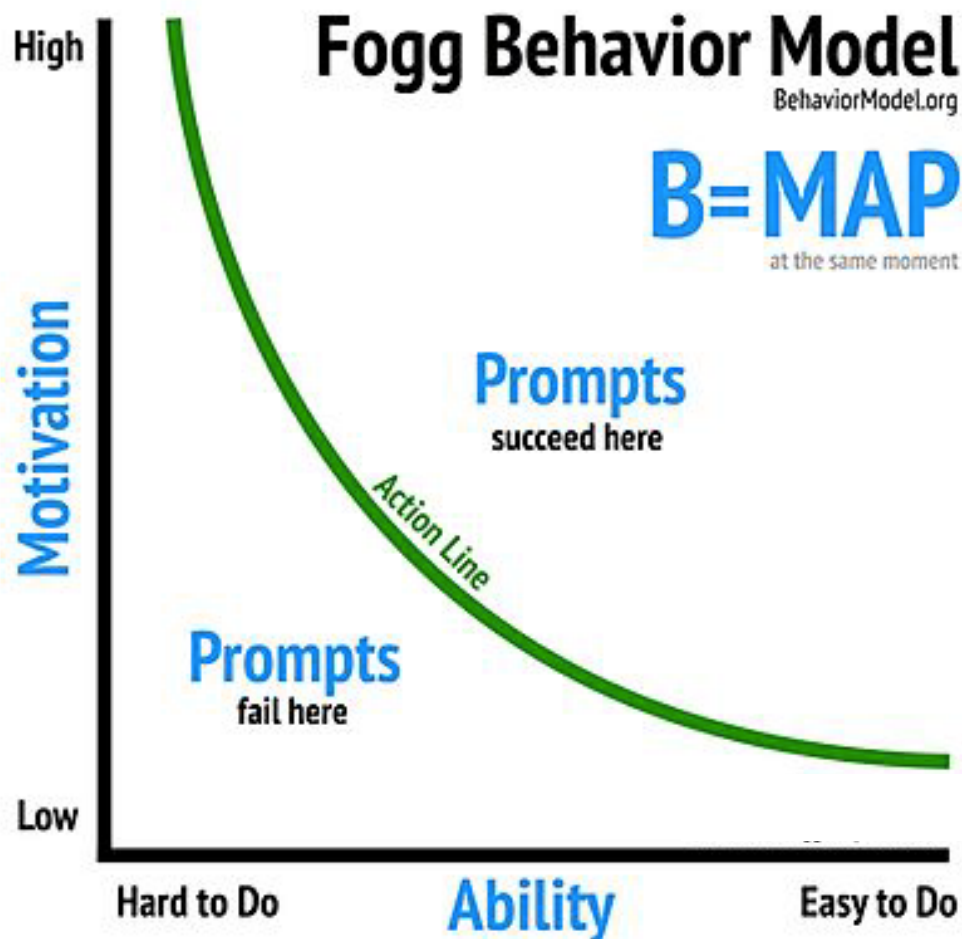 Fogg Behavior Model
BehaviorModel.org
B=MAP
at the same moment
High
Motivation
Low
Prompts
succeed here
Action Line
Prompts
fail here
Hard to Do
Ability
Easy to Do